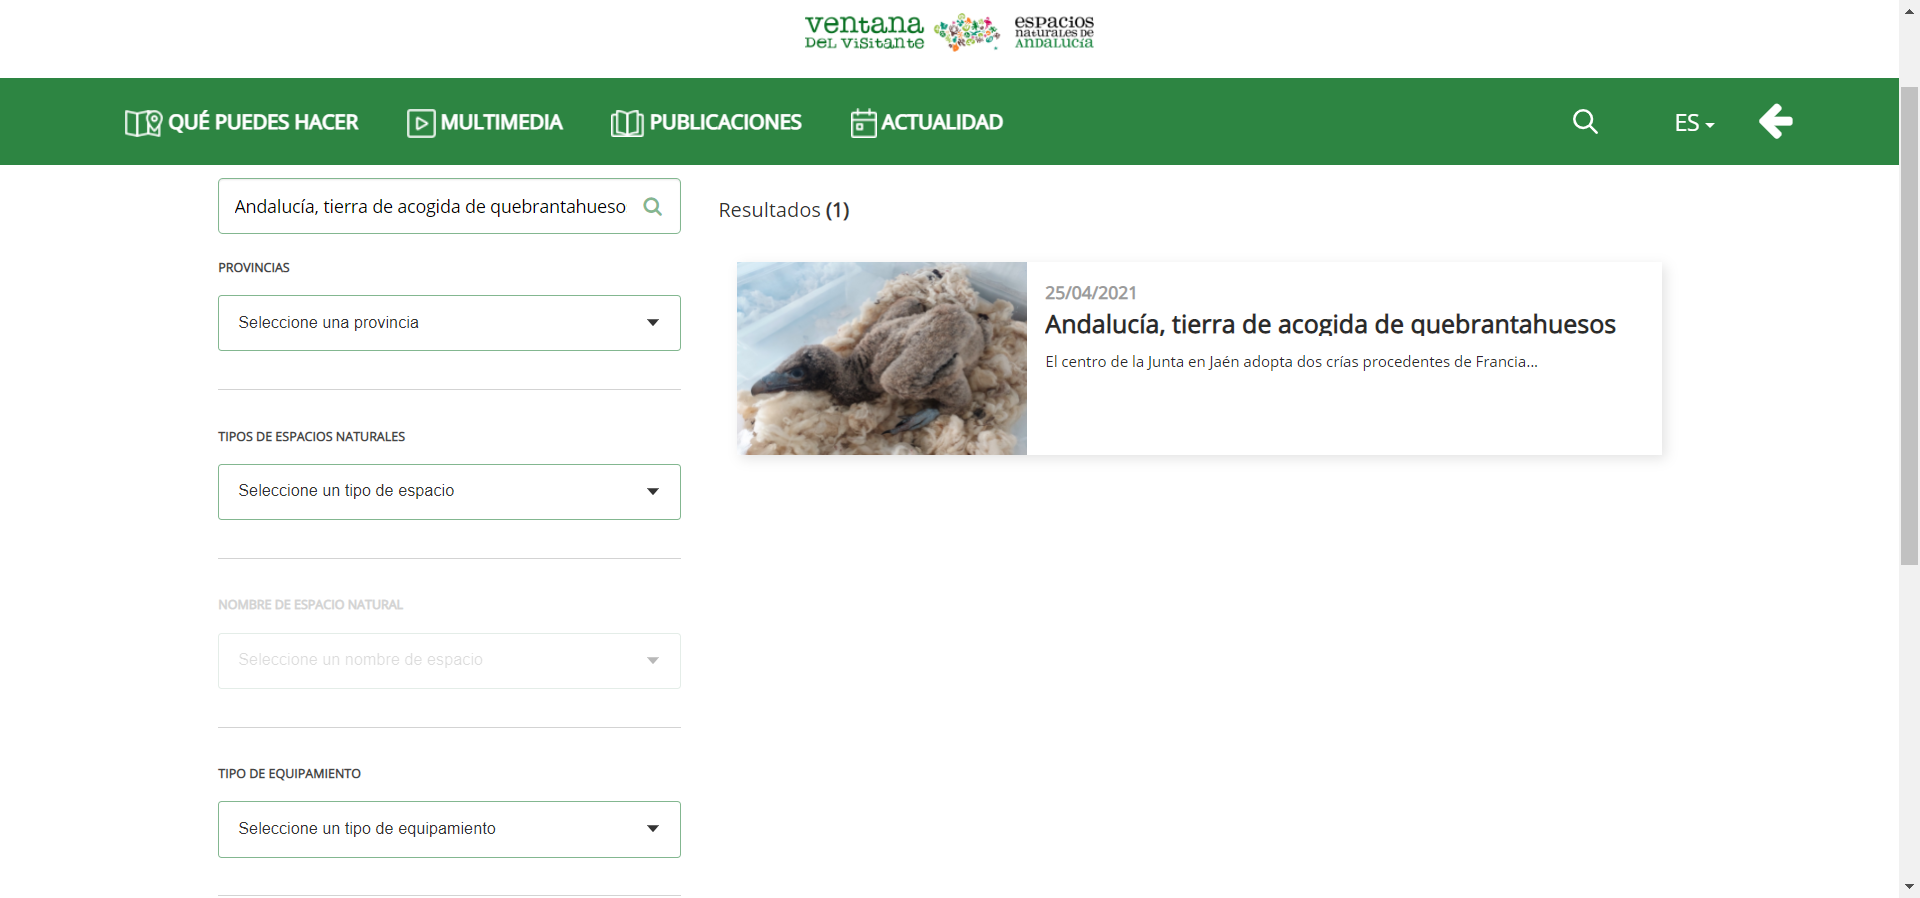 ventana
DEL VISITANTE
espacios
naturales DE
ANDALUCÍA
QUÉ PUEDES HACER
MULTIMEDIA
PUBLICACIONES
ACTUALIDAD
ES
Andalucía, tierra de acogida de quebrantahueso
Resultados (1)
PROVINCIAS
Seleccione una provincia
25/04/2021
Andalucía, tierra de acogida de quebrantahuesos
El centro de la Junta en Jaén adopta dos crías procedentes de Francia...
TIPOS DE ESPACIOS NATURALES
Seleccione un tipo de espacio
NOMBRE DE ESPACIO NATURAL
Seleccione un nombre de espacio
TIPO DE EQUIPAMIENTO
Seleccione un tipo de equipamiento